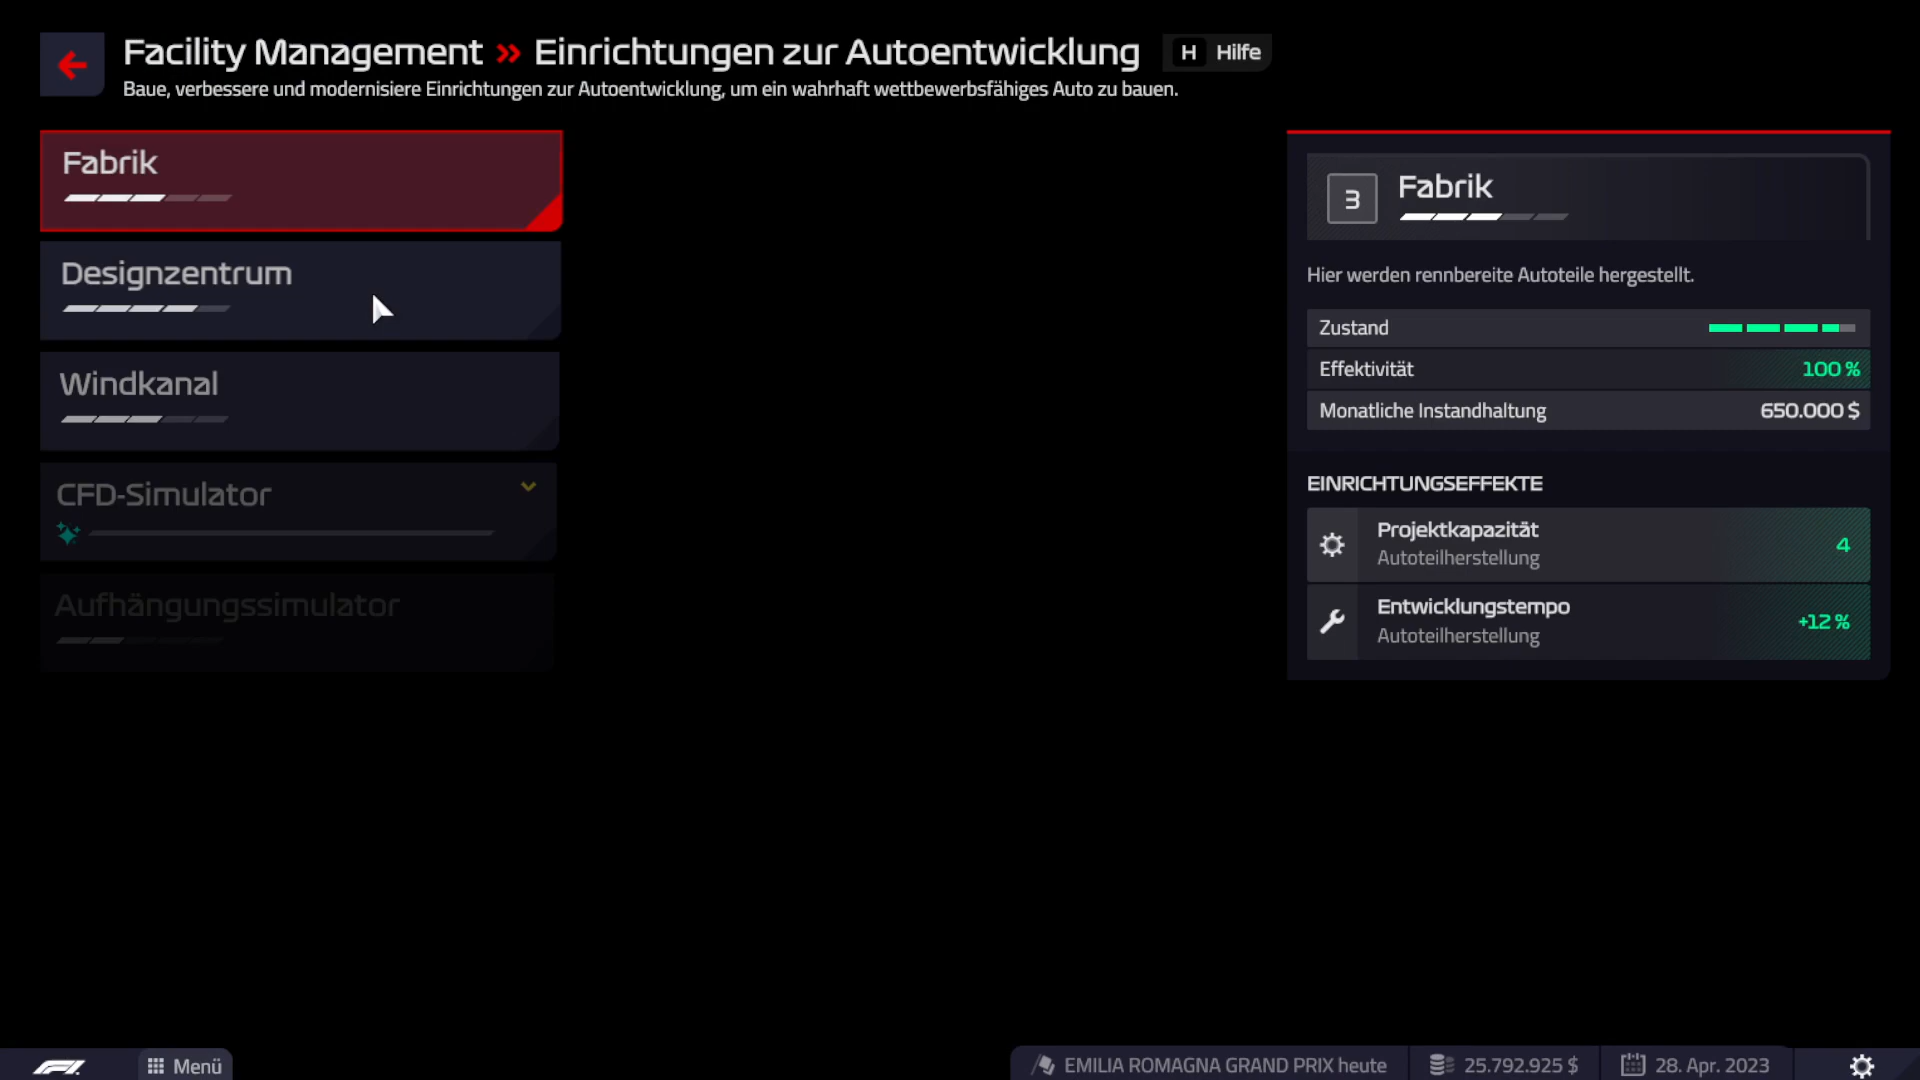 Facility Management » Einrichtungen zur Autoentwicklung H Hilfe
Baue, verbessere und modernisiere Einrichtungen zur Autoentwicklung, um ein wahrhaft wettbewerbsfähiges Auto zu bauen.
Fabrik
Designzentrum
Windkanal
CFD-Simulator
Aufhängungssimulator
3 Fabrik
Hier werden rennbereite Autoteile hergestellt.
Zustand
Effektivität 100 %
Monatliche Instandhaltung 650.000 $
EINRICHTUNGSEFFEKTE
Projektkapazität
Autoteilherstellung
4
Entwicklungstempo
Autoteilherstellung
+12 %
F1 Menü EMILIA ROMAGNA GRAND PRIX heute 25.792.925 $ 28. Apr. 2023